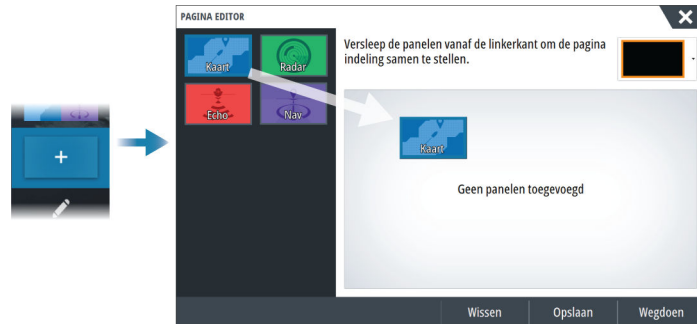 PAGINA EDITOR
Kaart
Radar
Echo
Nav
Versleep de panelen vanaf de linkerkant om de pagina
indeling samen te stellen.
+
Kaart
Geen panelen toegevoegd
Wissen
Opslaan
Wegdoen